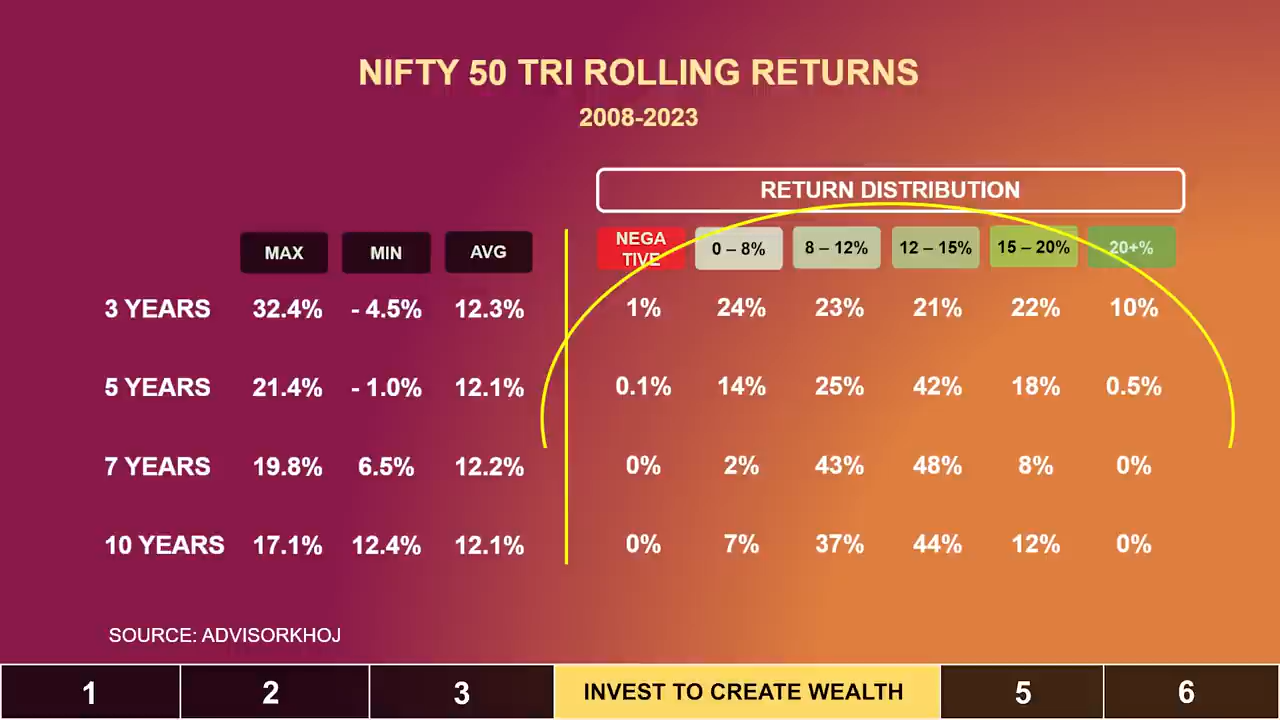 NIFTY 50 TRI ROLLING RETURNS
2008-2023
RETURN DISTRIBUTION
MAX MIN AVG NEGA TIVE 0 – 8% 8 – 12% 12 – 15% 15 – 20% 20+%
3 YEARS 32.4% - 4.5% 12.3% 1% 24% 23% 21% 22% 10%
5 YEARS 21.4% - 1.0% 12.1% 0.1% 14% 25% 42% 18% 0.5%
7 YEARS 19.8% 6.5% 12.2% 0% 2% 43% 48% 8% 0%
10 YEARS 17.1% 12.4% 12.1% 0% 7% 37% 44% 12% 0%
SOURCE: ADVISORKHOJ
1 2 3 INVEST TO CREATE WEALTH 5 6